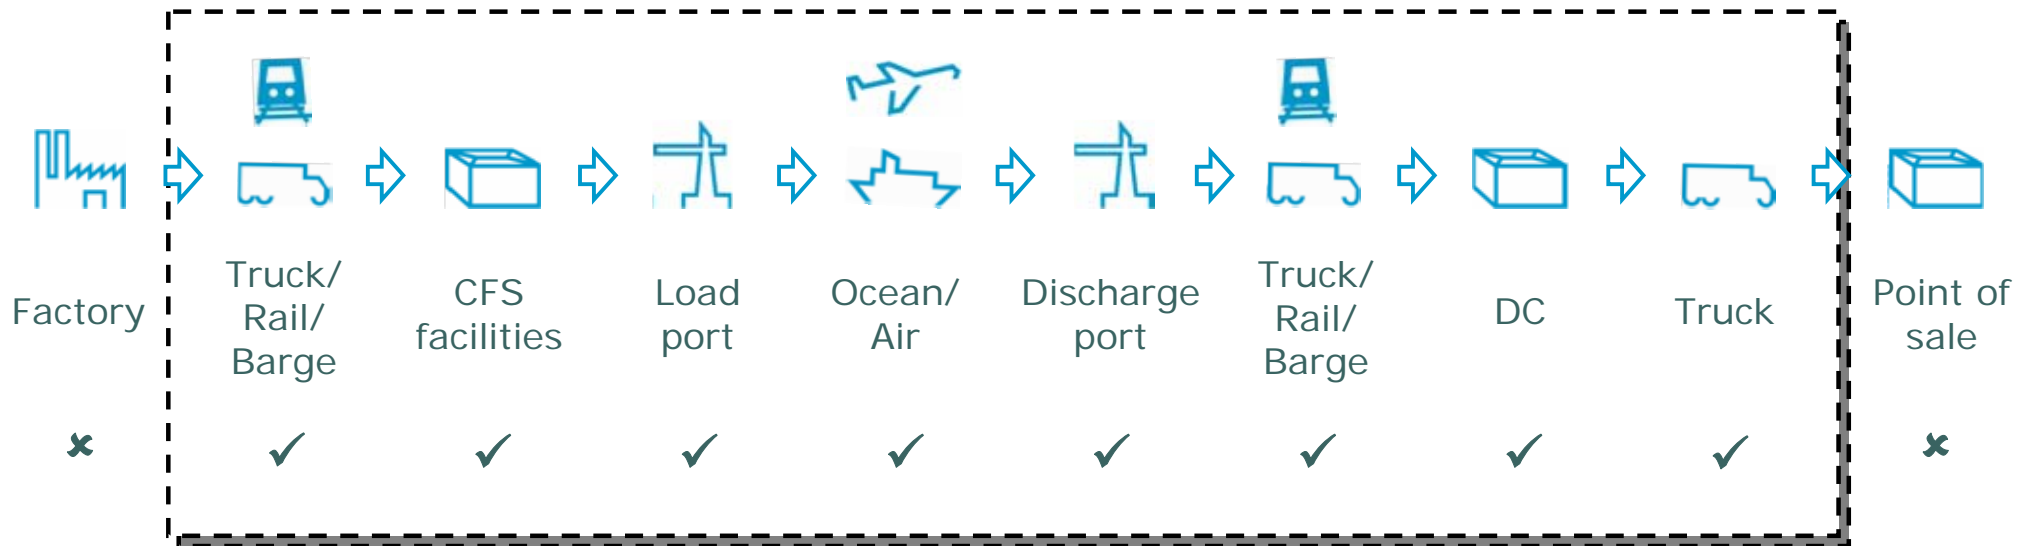 Factory
Truck/
Rail/
Barge
CFS
facilities
Load
port
Ocean/
Air
Discharge
port
Truck/
Rail/
Barge
DC
Truck
Point of
sale
✘ ✓ ✓ ✓ ✓ ✓ ✓ ✓ ✓ ✘